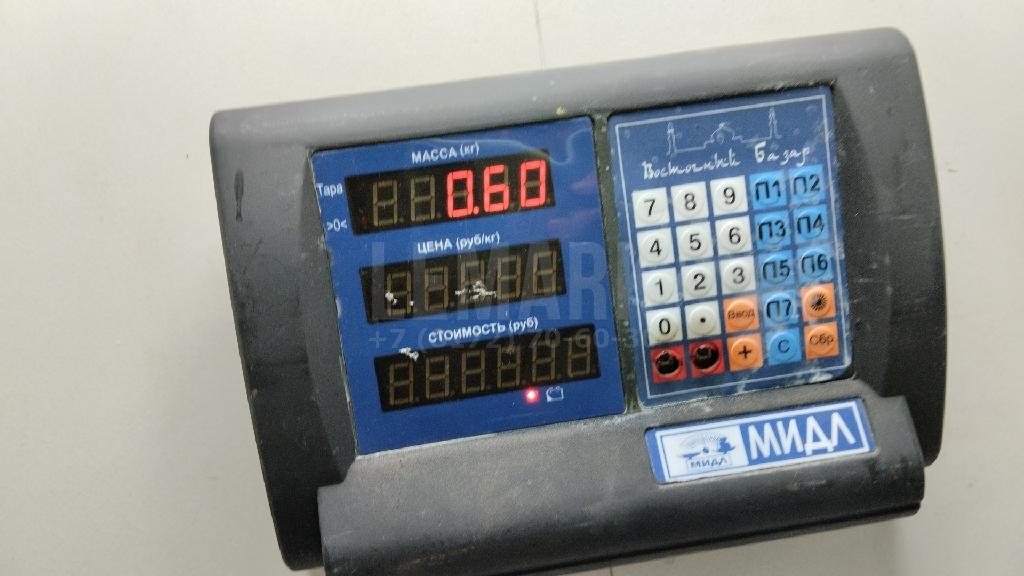 МАССА (кг)
Тара
0.60
>0<
ЦЕНА (руб/кг)
СТОИМОСТЬ (руб)
Восточный Базар
7 8 9 П1 П2
4 5 6 П3 П4
1 2 3 П5 П6
0 . Ввод П7
+ С Сбр
МИДЛ
МИДЛ
LEMAR